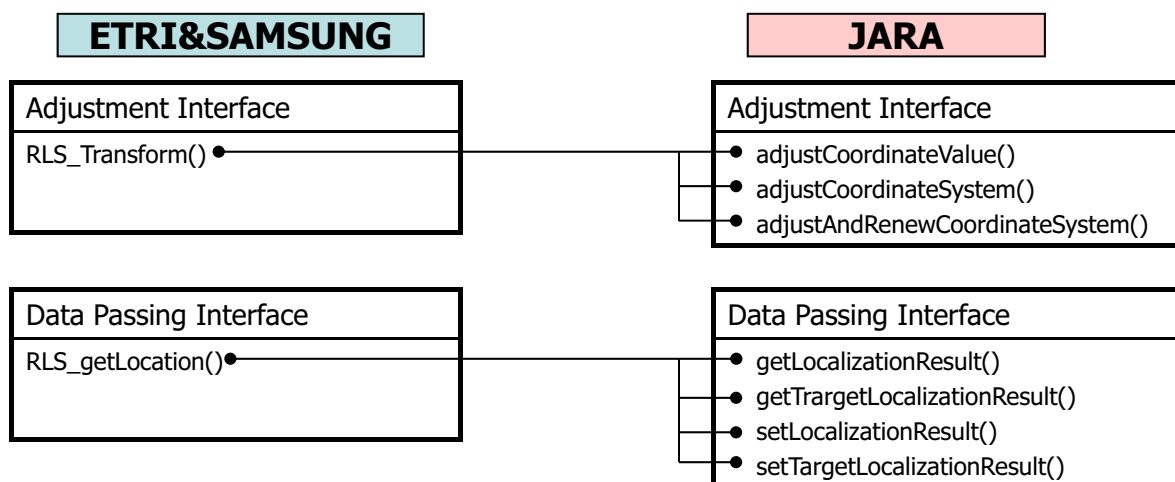 ETRI&SAMSUNG
JARA
Adjustment Interface
RLS_Transform()
Adjustment Interface
adjustCoordinateValue()
adjustCoordinateSystem()
adjustAndRenewCoordinateSystem()
Data Passing Interface
RLS_getLocation()
Data Passing Interface
getLocalizationResult()
getTrargetLocalizationResult()
setLocalizationResult()
setTargetLocalizationResult()